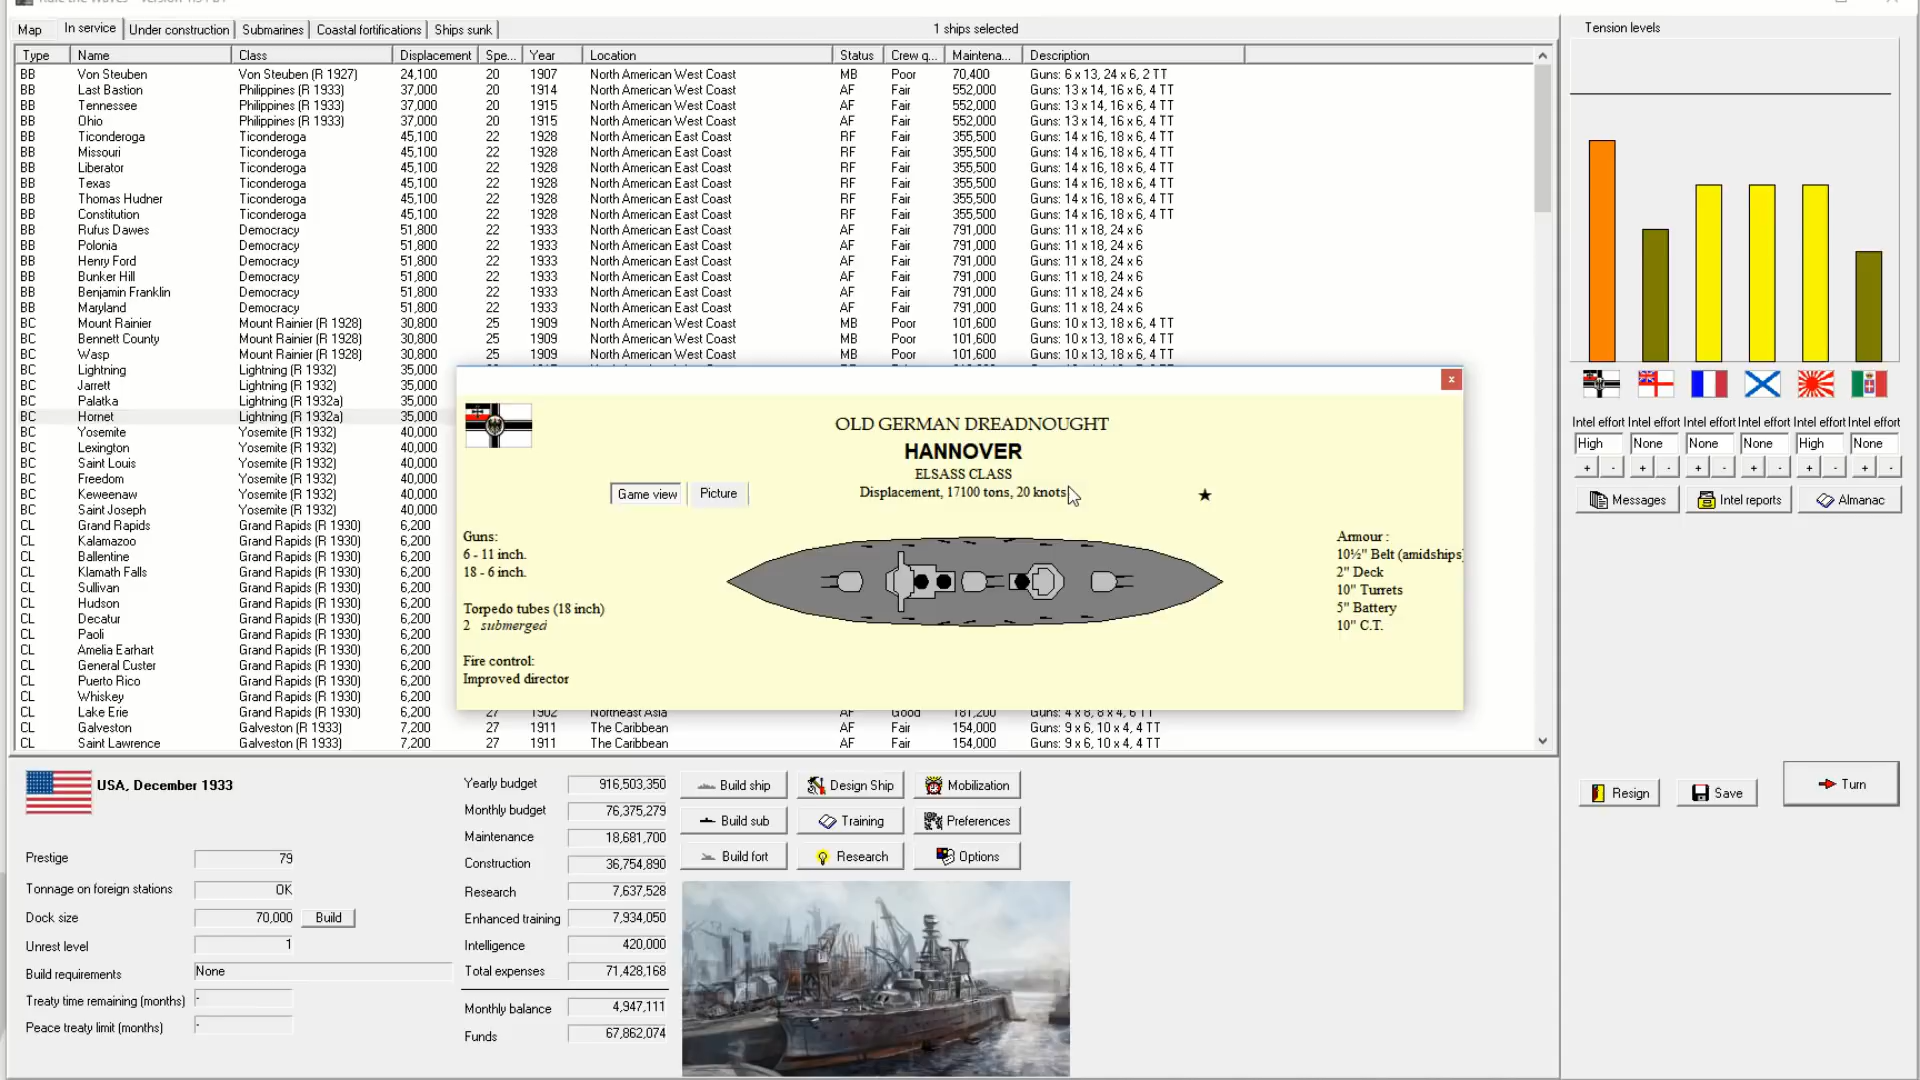 Map In service Under construction Submarines Coastal fortifications Ships sunk 1 ships selected Tension levels
Type Name Class Displacement Spe... Year Location Status Crew q... Maintena... Description
BB Von Steuben Von Steuben (R 1927) 24,100 20 1907 North American West Coast MB Poor 70,400 Guns: 6 x 13, 24 x 6, 2 TT
BB Last Bastion Philippines (R 1933) 37,000 20 1914 North American West Coast AF Fair 552,000 Guns: 13 x 14, 16 x 6, 4 TT
BB Tennessee Philippines (R 1933) 37,000 20 1915 North American West Coast AF Fair 552,000 Guns: 13 x 14, 16 x 6, 4 TT
BB Ohio Philippines (R 1933) 37,000 20 1915 North American West Coast AF Fair 552,000 Guns: 13 x 14, 16 x 6, 4 TT
BB Ticonderoga Ticonderoga 45,100 22 1928 North American East Coast RF Fair 355,500 Guns: 14 x 16, 18 x 6, 4 TT
BB Missouri Ticonderoga 45,100 22 1928 North American East Coast RF Fair 355,500 Guns: 14 x 16, 18 x 6, 4 TT
BB Liberator Ticonderoga 45,100 22 1928 North American East Coast RF Fair 355,500 Guns: 14 x 16, 18 x 6, 4 TT
BB Texas Ticonderoga 45,100 22 1928 North American East Coast RF Fair 355,500 Guns: 14 x 16, 18 x 6, 4 TT
BB Thomas Hudner Ticonderoga 45,100 22 1928 North American East Coast RF Fair 355,500 Guns: 14 x 16, 18 x 6, 4 TT
BB Constitution Ticonderoga 45,100 22 1928 North American East Coast RF Fair 355,500 Guns: 14 x 16, 18 x 6, 4 TT
BB Rufus Dawes Democracy 51,800 22 1933 North American East Coast AF Fair 791,000 Guns: 11 x 18, 24 x 6
BB Polonia Democracy 51,800 22 1933 North American East Coast AF Fair 791,000 Guns: 11 x 18, 24 x 6
BB Henry Ford Democracy 51,800 22 1933 North American East Coast AF Fair 791,000 Guns: 11 x 18, 24 x 6
BB Bunker Hill Democracy 51,800 22 1933 North American East Coast AF Fair 791,000 Guns: 11 x 18, 24 x 6
BB Benjamin Franklin Democracy 51,800 22 1933 North American East Coast AF Fair 791,000 Guns: 11 x 18, 24 x 6
BB Maryland Democracy 51,800 22 1933 North American East Coast AF Fair 791,000 Guns: 11 x 18, 24 x 6
BC Mount Rainier Mount Rainier (R 1928) 30,800 25 1909 North American West Coast MB Poor 101,600 Guns: 10 x 13, 18 x 6, 4 TT
BC Bennett County Mount Rainier (R 1928) 30,800 25 1909 North American West Coast MB Poor 101,600 Guns: 10 x 13, 18 x 6, 4 TT
BC Wasp Mount Rainier (R 1928) 30,800 25 1909 North American West Coast MB Poor 101,600 Guns: 10 x 13, 18 x 6, 4 TT
BC Lightning Lightning (R 1932) 35,000
BC Jarrett Lightning (R 1932) 35,000
BC Palatka Lightning (R 1932a) 35,000
BC Hornet Lightning (R 1932a) 35,000
BC Yosemite Yosemite (R 1932) 40,000
BC Lexington Yosemite (R 1932) 40,000
BC Saint Louis Yosemite (R 1932) 40,000
BC Freedom Yosemite (R 1932) 40,000
BC Keweenaw Yosemite (R 1932) 40,000
BC Saint Joseph Yosemite (R 1932) 40,000
CL Grand Rapids Grand Rapids (R 1930) 6,200
CL Kalamazoo Grand Rapids (R 1930) 6,200
CL Ballentine Grand Rapids (R 1930) 6,200
CL Klamath Falls Grand Rapids (R 1930) 6,200
CL Sullivan Grand Rapids (R 1930) 6,200
CL Hudson Grand Rapids (R 1930) 6,200
CL Decatur Grand Rapids (R 1930) 6,200
CL Paoli Grand Rapids (R 1930) 6,200
CL Amelia Earhart Grand Rapids (R 1930) 6,200
CL General Custer Grand Rapids (R 1930) 6,200
CL Puerto Rico Grand Rapids (R 1930) 6,200
CL Whiskey Grand Rapids (R 1930) 6,200
CL Lake Erie Grand Rapids (R 1930) 6,200 27 1902 Northeast Asia AF Good 181,200 Guns: 4 x 8, 8 x 4, 6 TT
CL Galveston Galveston (R 1933) 7,200 27 1911 The Caribbean AF Fair 154,000 Guns: 9 x 6, 10 x 4, 4 TT
CL Saint Lawrence Galveston (R 1933) 7,200 27 1911 The Caribbean AF Fair 154,000 Guns: 9 x 6, 10 x 4, 4 TT
OLD GERMAN DREADNOUGHT
HANNOVER
ELSASS CLASS
Displacement, 17100 tons, 20 knots
Game view Picture
Guns:
6 - 11 inch.
18 - 6 inch.
Torpedo tubes (18 inch)
2 submerged
Fire control:
Improved director
Armour :
10½" Belt (amidships)
2" Deck
10" Turrets
5" Battery
10" C.T.
Intel effort Intel effort Intel effort Intel effort Intel effort Intel effort
High None None None High None
+ - + - + - + - + - + -
Messages Intel reports Almanac
USA, December 1933
Prestige 79
Tonnage on foreign stations OK
Dock size 70,000 Build
Unrest level 1
Build requirements None
Treaty time remaining (months) -
Peace treaty limit (months) -
Yearly budget 916,503,350
Monthly budget 76,375,279
Maintenance 18,681,700
Construction 36,754,890
Research 7,637,528
Enhanced training 7,934,050
Intelligence 420,000
Total expenses 71,428,168
Monthly balance 4,947,111
Funds 67,862,074
Build ship Design Ship Mobilization
Build sub Training Preferences
Build fort Research Options
Resign Save Turn